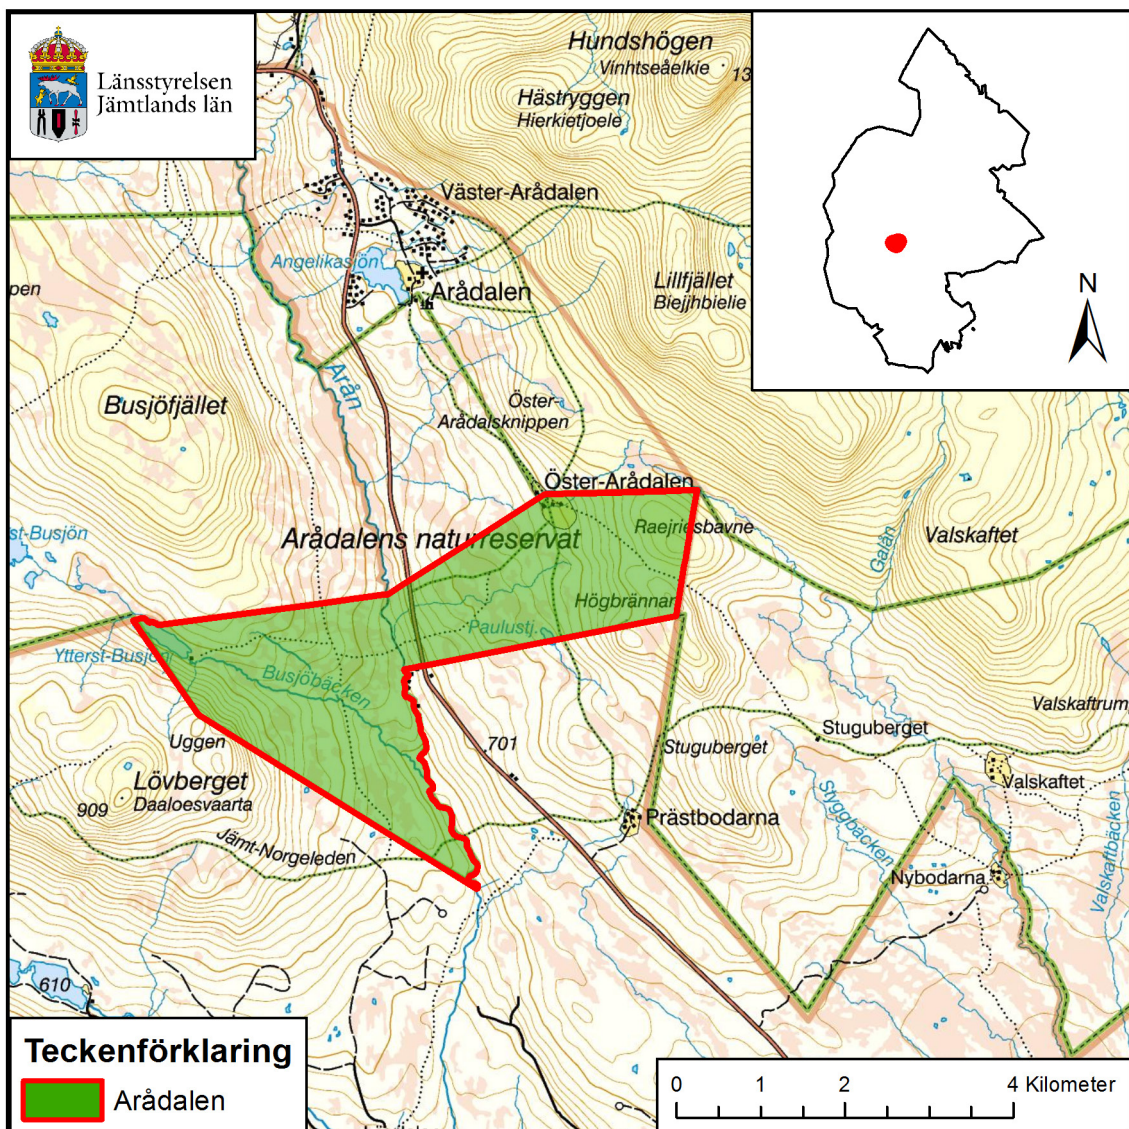 Länsstyrelsen
Jämtlands län
Hundshögen
Vinhtseåelkie
13
Hästryggen
Hierkietjoele
N
Väster-Arådalen
Angelikasjön
Arådalen
Lillfjället
Biejjhbielie
pen
Arån
Busjöfjället
Öster-
Arådalsknippen
Öster-Arådalen
Raejriesbavne
Galån
Valskaftet
st-Busjön
Arådalens naturreservat
Högbrännan
Paulustj.
Ytterst-Busjön
Busjöbäcken
Uggen
Lövberget
Daaloesvaarta
909
701
Stuguberget
Stuguberget
Valskaftrum
Valskaftet
Styggbäcken
Valskaftbäcken
Prästbodarna
Jämt-Norgeleden
Nybodarna
610
Teckenförklaring
Arådalen
0 1 2 4 Kilometer